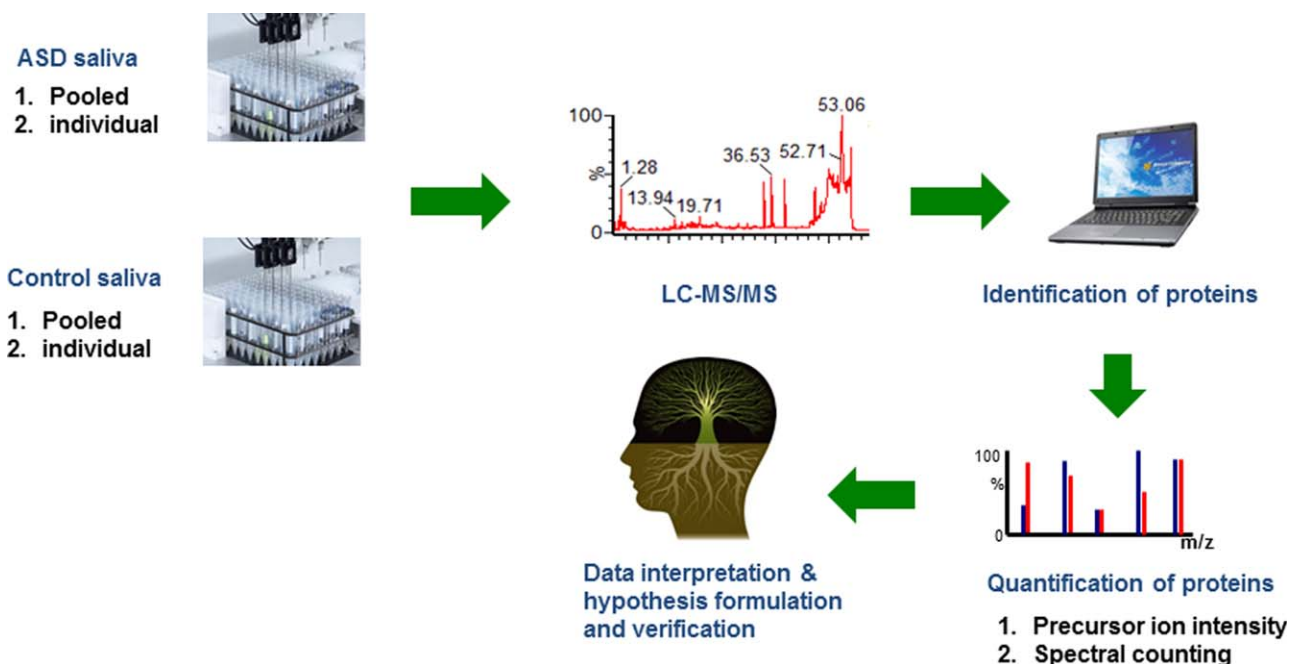 ASD saliva
1. Pooled
2. individual
Control saliva
1. Pooled
2. individual
100
%
0
1.28
13.94
19.71
36.53
52.71
53.06
LC-MS/MS
Identification of proteins
100
%
0
m/z
Quantification of proteins
1. Precursor ion intensity
2. Spectral counting
Data interpretation &
hypothesis formulation
and verification